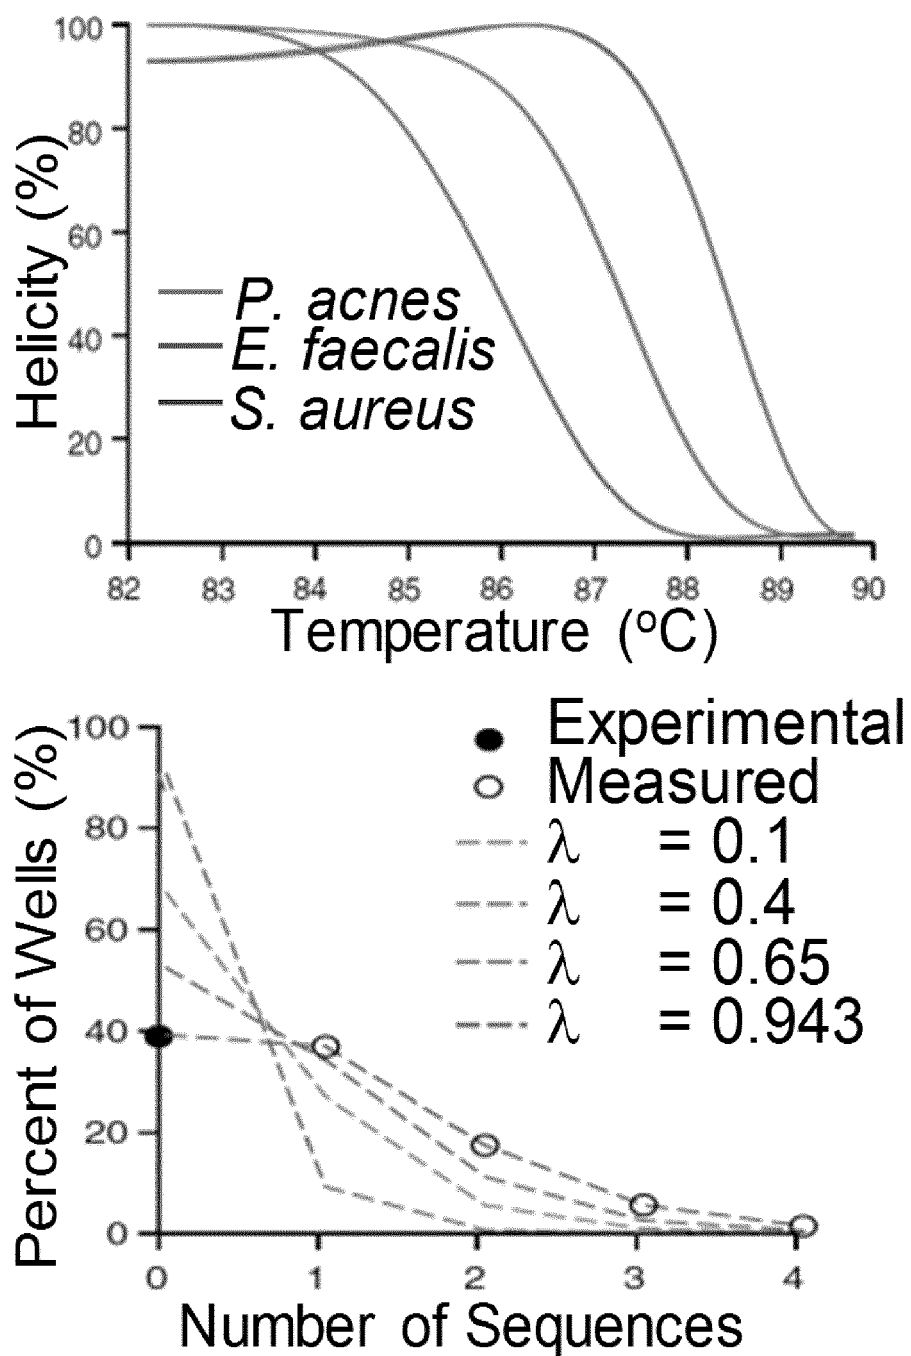 100
80
60
40
20
0
Helicity (%)
P. acnes
E. faecalis
S. aureus
82 83 84 85 86 87 88 89 90
Temperature (oC)
100
80
60
40
20
0
Percent of Wells (%)
Experimental
Measured
λ = 0.1
λ = 0.4
λ = 0.65
λ = 0.943
0 1 2 3 4
Number of Sequences